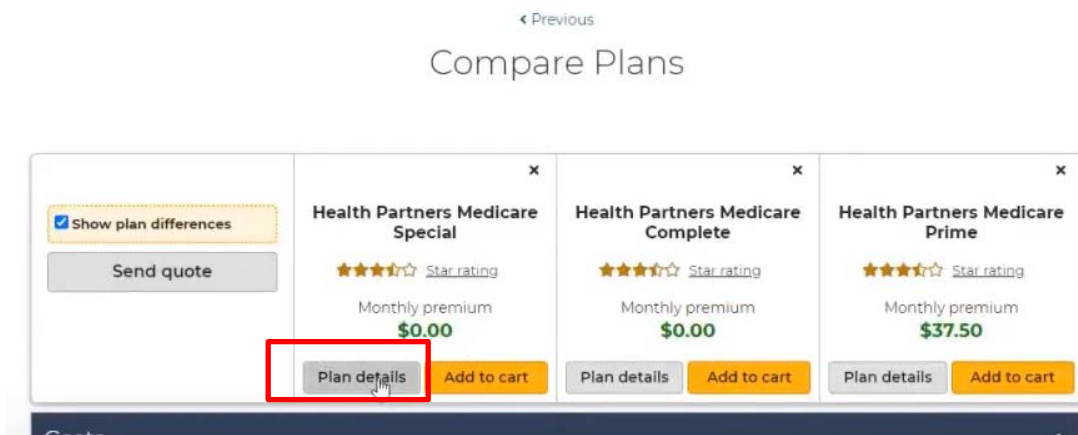 Previous
Compare Plans
Show plan differences
Send quote
Health Partners Medicare
Special
Star rating
Monthly premium
$0.00
Plan details
Add to cart
Health Partners Medicare
Complete
Star rating
Monthly premium
$0.00
Plan details
Add to cart
Health Partners Medicare
Prime
Star rating
Monthly premium
$37.50
Plan details
Add to cart